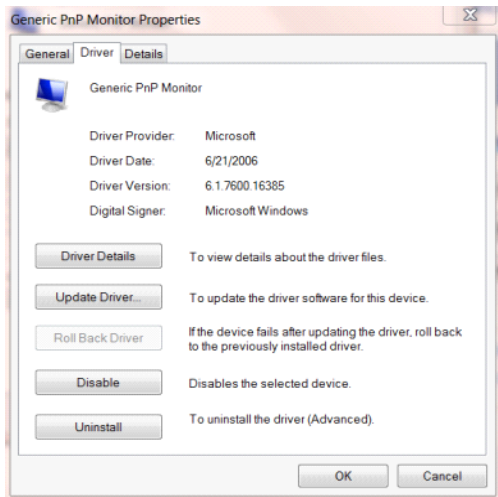 Generic PnP Monitor Properties
General Driver Details
Generic PnP Monitor
Driver Provider: Microsoft
Driver Date: 6/21/2006
Driver Version: 6.1.7600.16385
Digital Signer: Microsoft Windows
Driver Details To view details about the driver files.
Update Driver... To update the driver software for this device.
Roll Back Driver If the device fails after updating the driver, roll back
to the previously installed driver.
Disable Disables the selected device.
Uninstall To uninstall the driver (Advanced).
OK Cancel